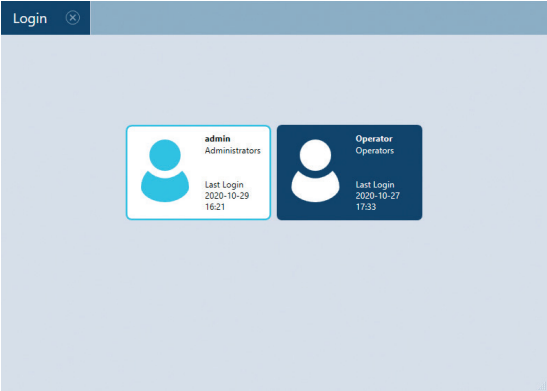 Login
admin
Administrators
Last Login
2020-10-29
16:21
Operator
Operators
Last Login
2020-10-27
17:33